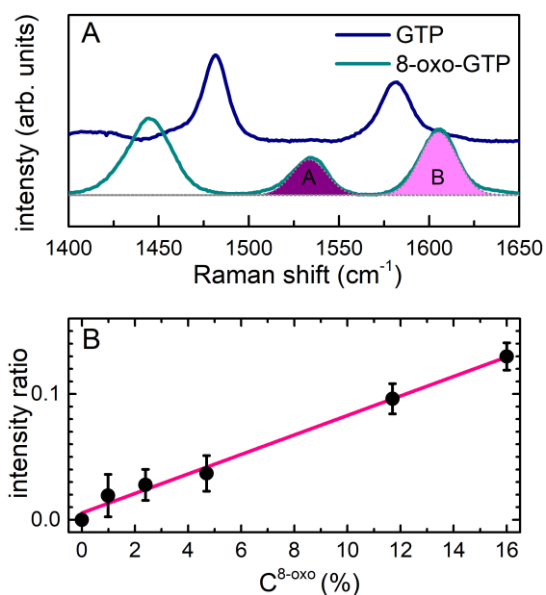 A
GTP
8-oxo-GTP
intensty (arb. units)
A
B
1400 1450 1500 1550 1600 1650
Raman shift (cm⁻¹)
B
intensity ratio
0.1
0.0
0 2 4 6 8 10 12 14 16
C⁸⁻ᵒˣᵒ (%)